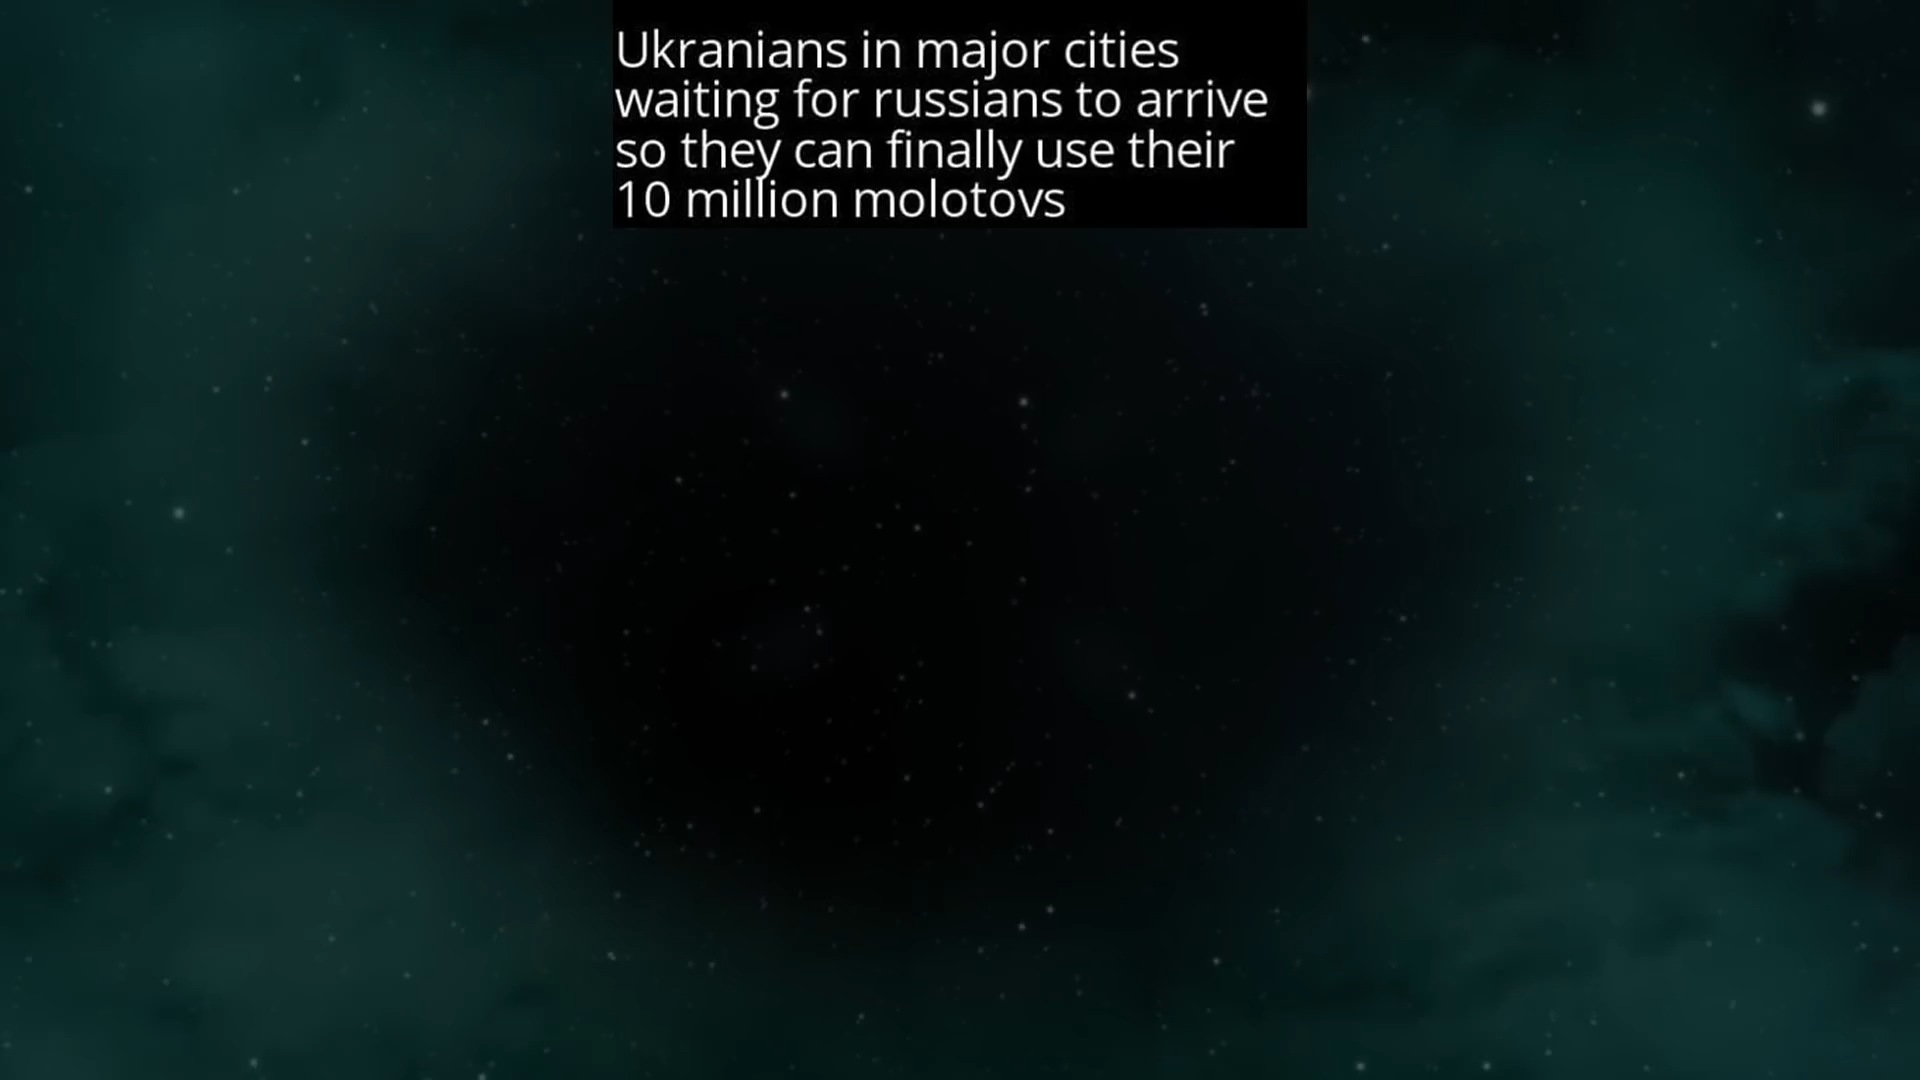 Ukranians in major cities
waiting for russians to arrive
so they can finally use their
10 million molotovs